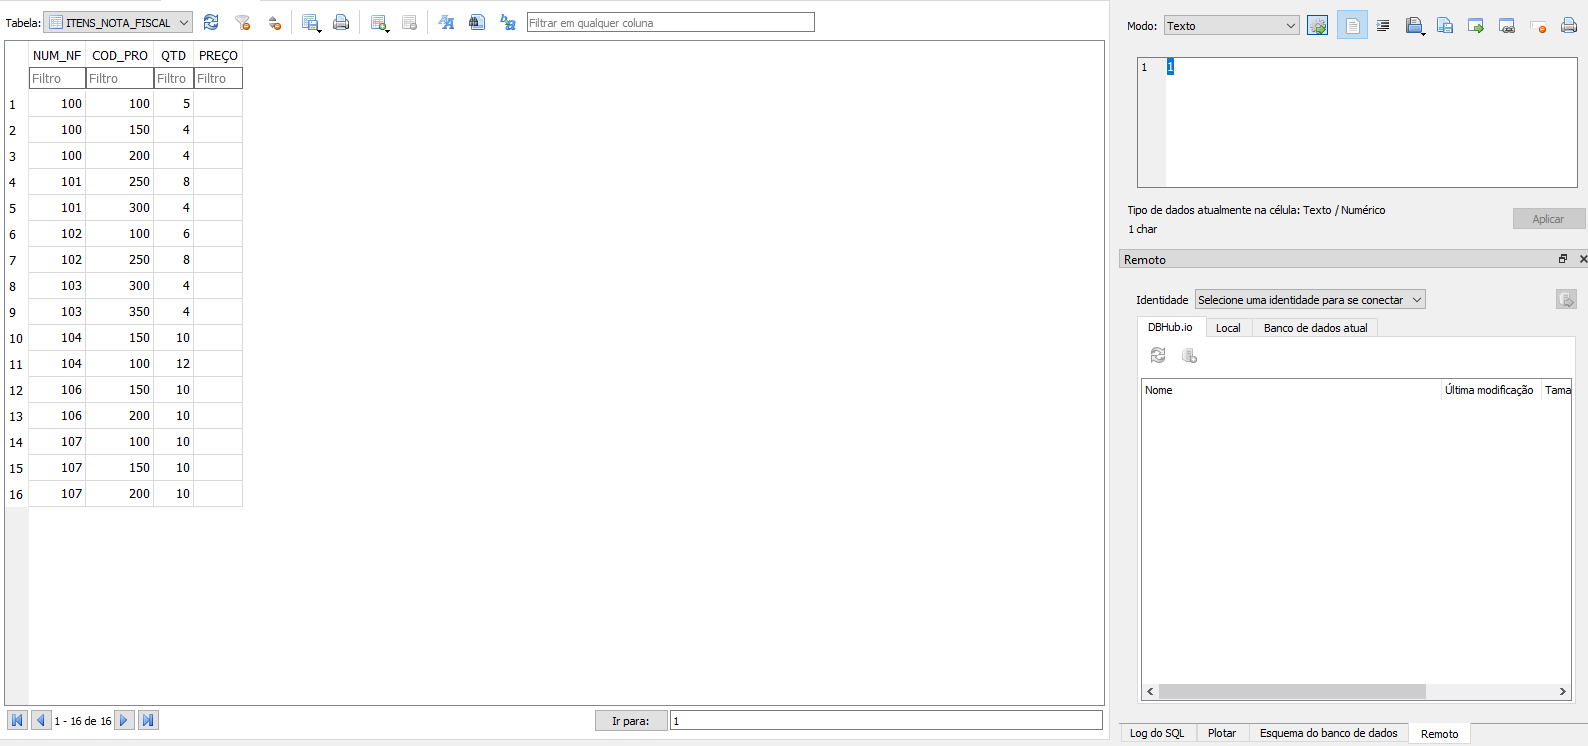 Tabela: ITENS_NOTA_FISCAL Filtrar em qualquer coluna
NUM_NF COD_PRO QTD PREÇO
Filtro Filtro Filtro Filtro
1 100 100 5
2 100 150 4
3 100 200 4
4 101 250 8
5 101 300 4
6 102 100 6
7 102 250 8
8 103 300 4
9 103 350 4
10 104 150 10
11 104 100 12
12 106 150 10
13 106 200 10
14 107 100 10
15 107 150 10
16 107 200 10
1 - 16 de 16 Ir para: 1
Modo: Texto
1 1
Tipo de dados atualmente na célula: Texto / Numérico
1 char
Aplicar
Remoto
Identidade Selecione uma identidade para se conectar
DBHub.io Local Banco de dados atual
Nome Última modificação Tama
Log do SQL Plotar Esquema do banco de dados Remoto